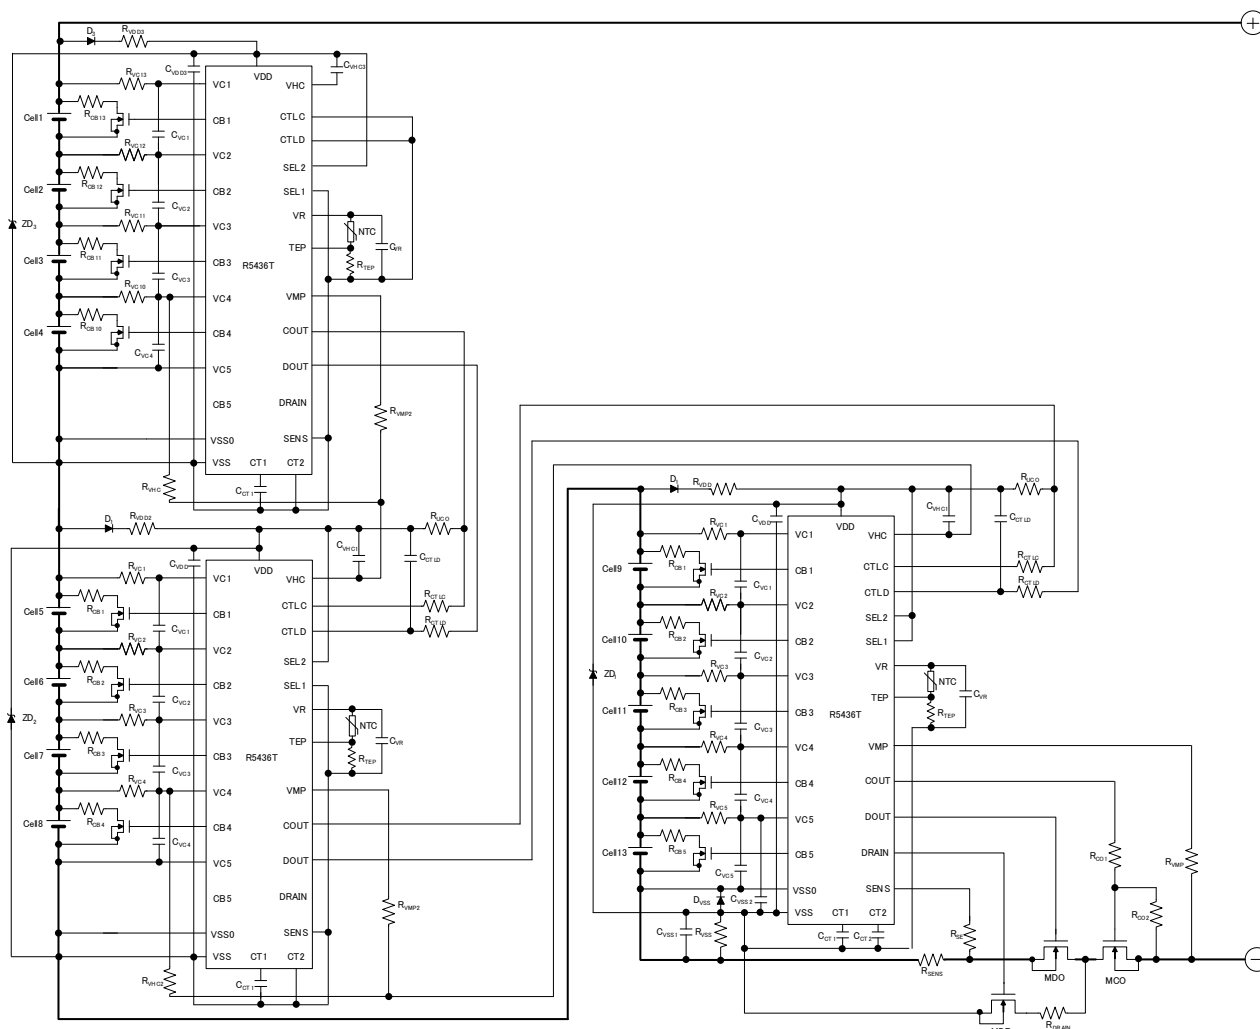 D3 RVDD3
CVDD3
VDD
CVHC3
RVC13
VC1
VHC
RCB13
Cell1
CB1
CTLC
CVC1
CTLD
RVC12
VC2
SEL2
RCB12
Cell2
CB2
SEL1
CVC2
RVC11
VC3
VR
ZD3
NTC
CVR
TEP
RCB11
Cell3
CB3
R5436T
RTEP
CVC3
RVC10
VC4
VMP
RCB10
Cell4
CB4
COUT
CVC4
VC5
DOUT
CB5
DRAIN
RVMP2
VSS0
SENS
VSS CT1 CT2
RVHC
CCT1
D1 RVDD2
RUCO
CVHC1
CTLD
CVDD
VDD
RVC1
VC1
VHC
RCB1
Cell5
CB1
CTLC
RCTLC
CVC1
CTLD
RCTLD
RVC2
VC2
SEL2
RCB2
Cell6
CB2
SEL1
CVC2
RVC3
VC3
VR
ZD2
NTC
CVR
TEP
RCB3
Cell7
CB3
R5436T
RTEP
CVC3
RVC4
VC4
VMP
RCB4
Cell8
CB4
COUT
CVC4
VC5
DOUT
CB5
DRAIN
RVMP2
VSS0
SENS
VSS CT1 CT2
RVHC2
CCT1
D1 RVDD
RUCO
CVDD
VDD
CVHC1
CCTLD
RVC1
VC1
VHC
RCB1
Cell9
CB1
CTLC
RCTLC
CVC1
CTLD
RCTLD
RVC2
VC2
SEL2
RCB2
Cell10
CB2
SEL1
CVC2
RVC3
VC3
VR
ZD1
NTC
CVR
TEP
RCB3
Cell11
CB3
R5436T
RTEP
CVC3
RVC4
VC4
VMP
RCB4
Cell12
CB4
COUT
CVC4
RVC5
VC5
DOUT
RCB5
Cell13
CB5
DRAIN
CVC5
RCO1
RVMP
VSS0
SENS
DVSS CVSS2
VSS CT1 CT2
RCO2
CVSS1 RVSS
CCT1 CCT2
RSE
RSENS
MDO
MCO
RDRAIN